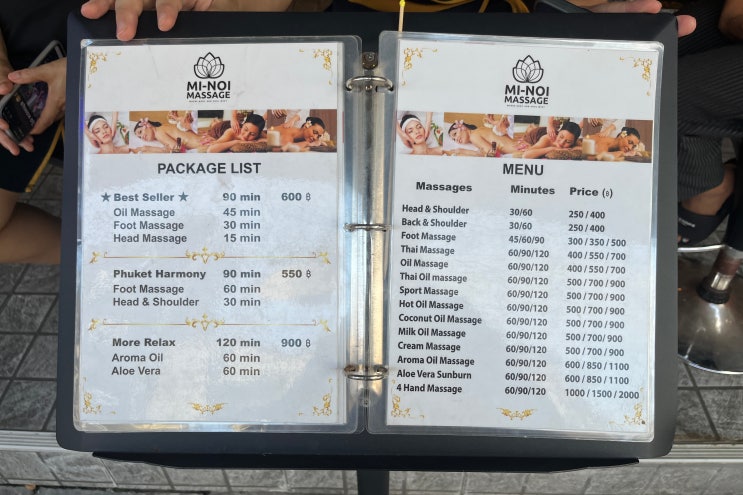 MI-NOI
MASSAGE
PACKAGE LIST
★ Best Seller ★ 90 min 600 ฿
Oil Massage 45 min
Foot Massage 30 min
Head Massage 15 min
Phuket Harmony 90 min 550 ฿
Foot Massage 60 min
Head & Shoulder 30 min
More Relax 120 min 900 ฿
Aroma Oil 60 min
Aloe Vera 60 min
MI-NOI
MASSAGE
MENU
Massages Minutes Price (฿)
Head & Shoulder 30/60 250 / 400
Back & Shoulder 30/60 250 / 400
Foot Massage 45/60/90 300 / 350 / 500
Thai Massage 60/90/120 400 / 550 / 700
Oil Massage 60/90/120 400 / 550 / 700
Thai Oil massage 60/90/120 500 / 700 / 900
Sport Massage 60/90/120 500 / 700 / 900
Hot Oil Massage 60/90/120 500 / 700 / 900
Coconut Oil Massage 60/90/120 500 / 700 / 900
Milk Oil Massage 60/90/120 500 / 700 / 900
Cream Massage 60/90/120 500 / 700 / 900
Aroma Oil Massage 60/90/120 600 / 850 / 1100
Aloe Vera Sunburn 60/90/120 600 / 850 / 1100
4 Hand Massage 60/90/120 1000 / 1500 / 2000